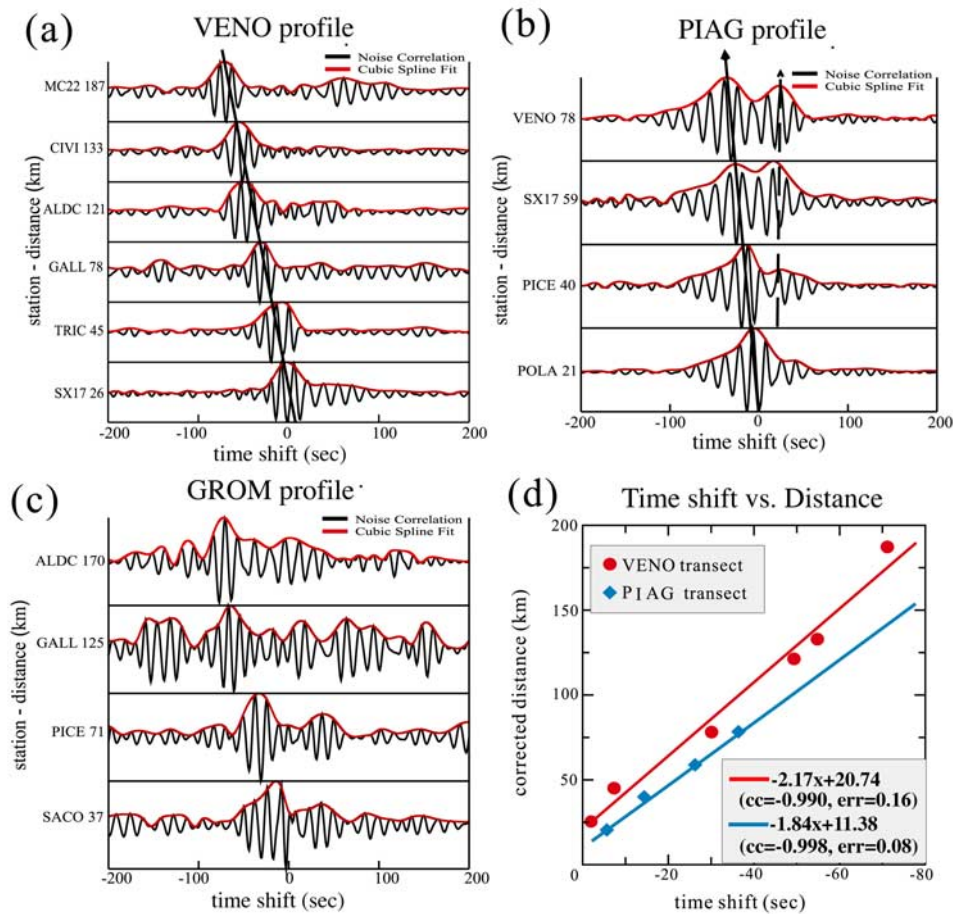 (a)
VENO profile
Noise Correlation
Cubic Spline Fit
MC22 187
CIVI 133
ALDC 121
GALL 78
TRIC 45
SX17 26
station - distance (km)
-200 -100 0 100 200
time shift (sec)
(b)
PIAG profile
Noise Correlation
Cubic Spline Fit
VENO 78
SX17 59
PICE 40
POLA 21
station - distance (km)
-200 -100 0 100 200
time shift (sec)
(c)
GROM profile
Noise Correlation
Cubic Spline Fit
ALDC 170
GALL 125
PICE 71
SACO 37
station - distance (km)
-200 -100 0 100 200
time shift (sec)
(d)
Time shift vs. Distance
200
150
100
50
corrected distance (km)
VENO transect
PIAG transect
-2.17x+20.74
(cc=-0.990, err=0.16)
-1.84x+11.38
(cc=-0.998, err=0.08)
0 -20 -40 -60 -80
time shift (sec)